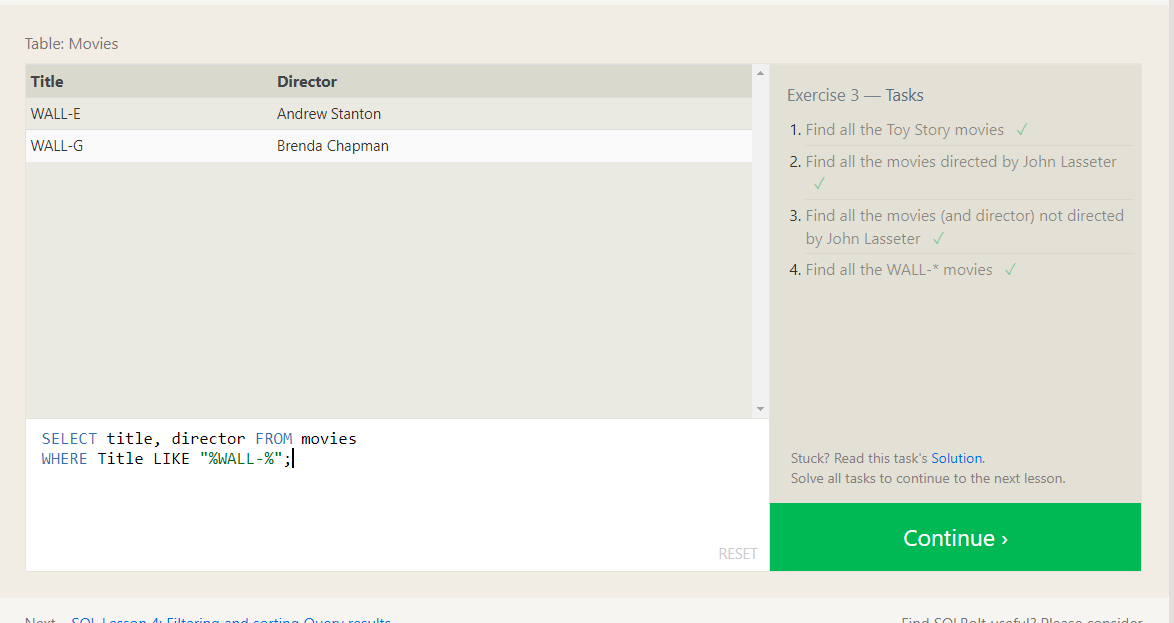 Table: Movies
Title Director
WALL-E Andrew Stanton
WALL-G Brenda Chapman
SELECT title, director FROM movies
WHERE Title LIKE "%WALL-%";
RESET
Exercise 3 — Tasks
1. Find all the Toy Story movies ✓
2. Find all the movies directed by John Lasseter
✓
3. Find all the movies (and director) not directed
by John Lasseter ✓
4. Find all the WALL-* movies ✓
Stuck? Read this task's Solution.
Solve all tasks to continue to the next lesson.
Continue ›
Next – SQL Lesson 4: Filtering and sorting Query results
Find SQLBolt useful? Please consider